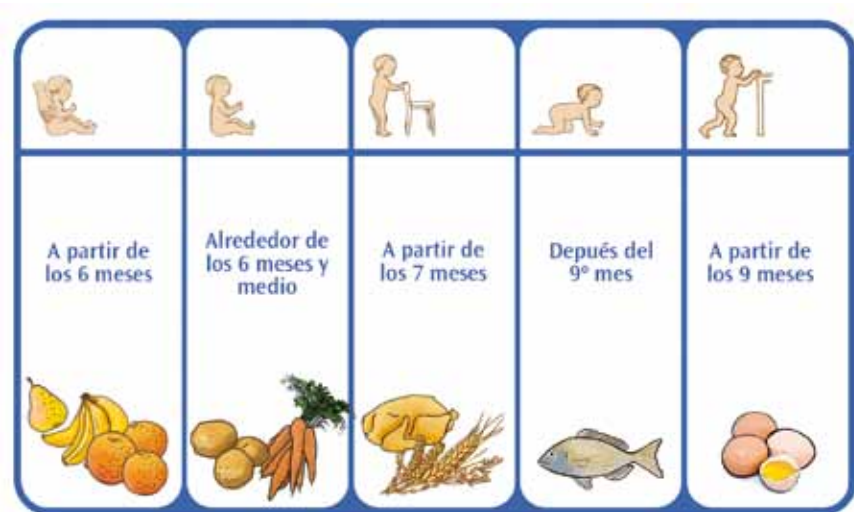 A partir de
los 6 meses
Alrededor de
los 6 meses y
medio
A partir de
los 7 meses
Depués del
9º mes
A partir de
los 9 meses